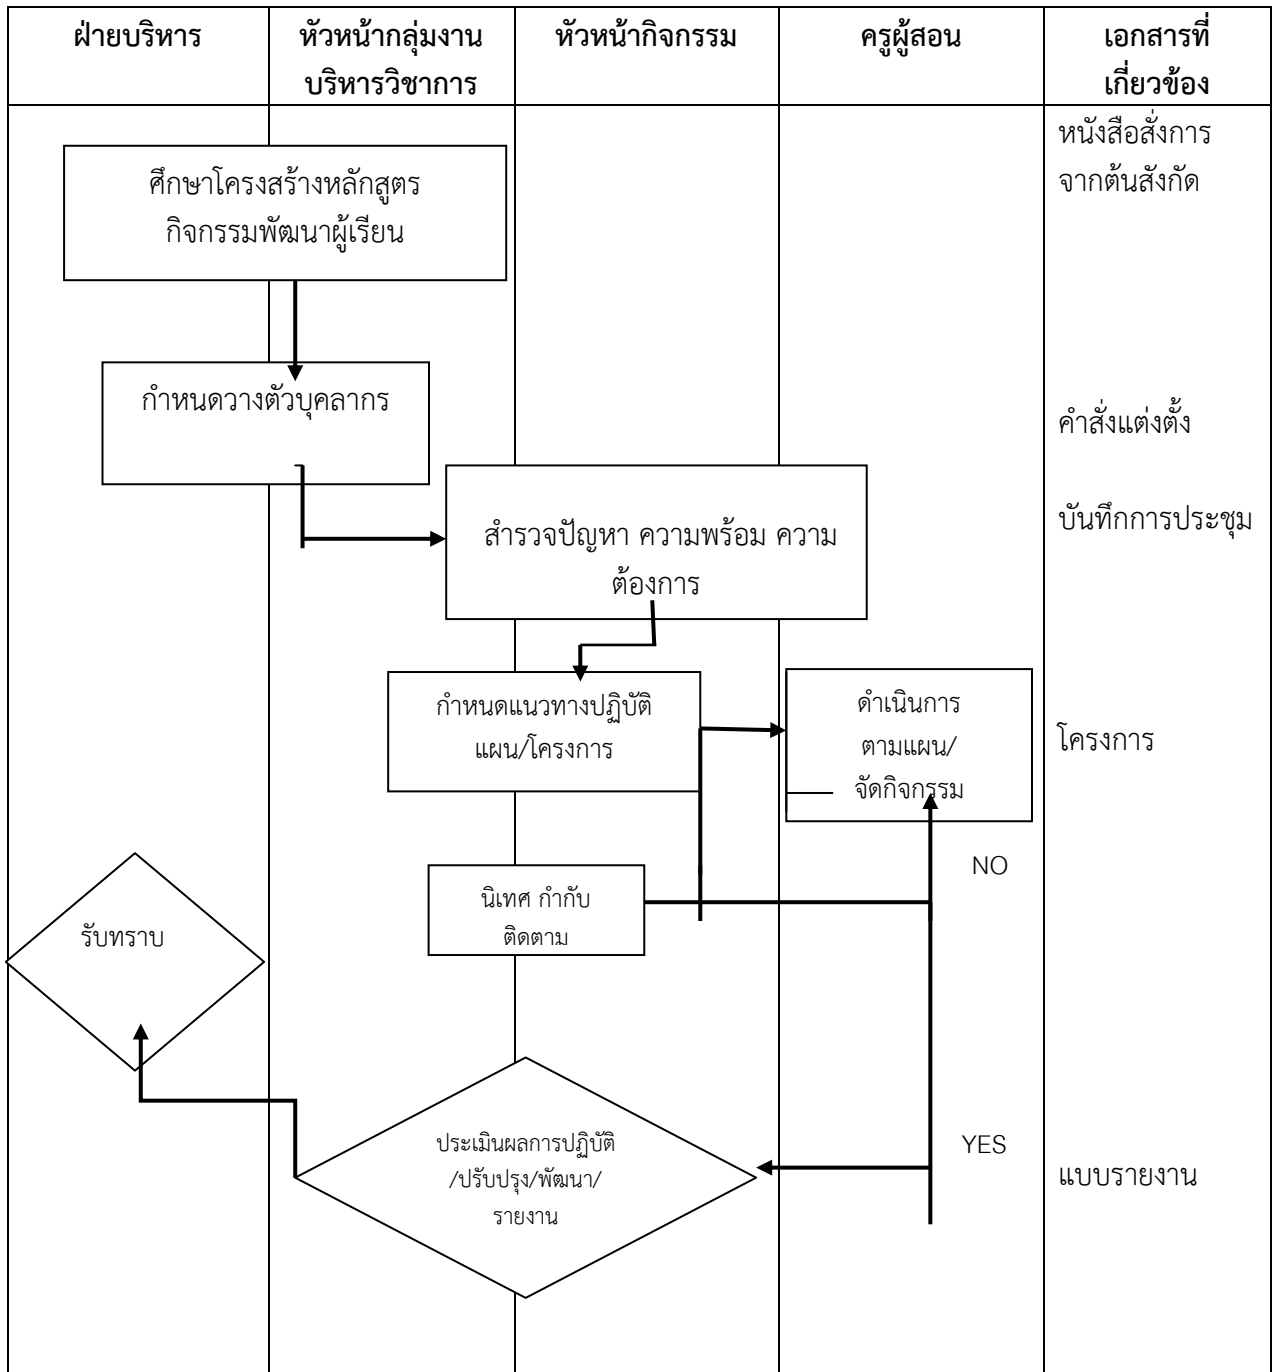 ฝ่ายบริหาร
หัวหน้ากลุ่มงาน
บริหารวิชาการ
หัวหน้ากิจกรรม
ครูผู้สอน
เอกสารที่
เกี่ยวข้อง
หนังสือสั่งการ
จากต้นสังกัด
ศึกษาโครงสร้างหลักสูตร
กิจกรรมพัฒนาผู้เรียน
กำหนดวางตัวบุคลากร
คำสั่งแต่งตั้ง
บันทึกการประชุม
สำรวจปัญหา ความพร้อม ความ
ต้องการ
กำหนดแนวทางปฏิบัติ
แผน/โครงการ
ดำเนินการ
ตามแผน/
จัดกิจกรรม
โครงการ
NO
นิเทศ กำกับ
ติดตาม
รับทราบ
ประเมินผลการปฏิบัติ
/ปรับปรุง/พัฒนา/
รายงาน
YES
แบบรายงาน